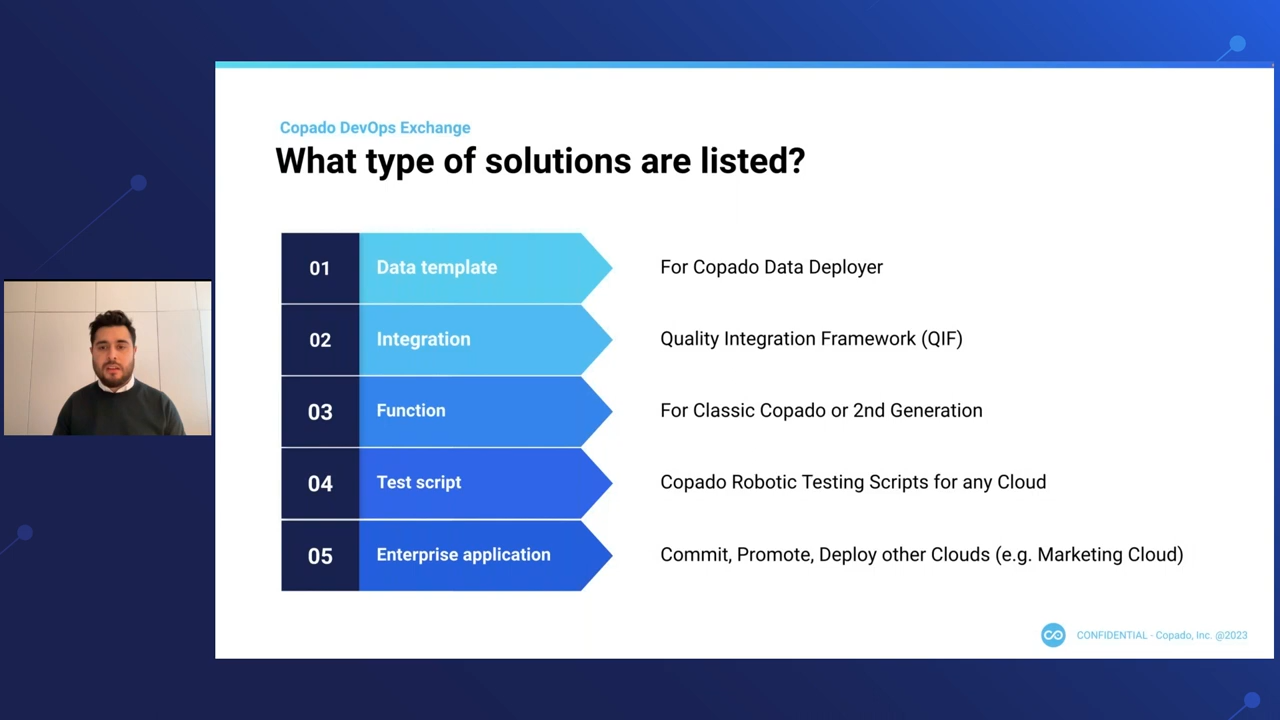 Copado DevOps Exchange
What type of solutions are listed?
01 Data template For Copado Data Deployer
02 Integration Quality Integration Framework (QIF)
03 Function For Classic Copado or 2nd Generation
04 Test script Copado Robotic Testing Scripts for any Cloud
05 Enterprise application Commit, Promote, Deploy other Clouds (e.g. Marketing Cloud)
CONFIDENTIAL - Copado, Inc. @2023